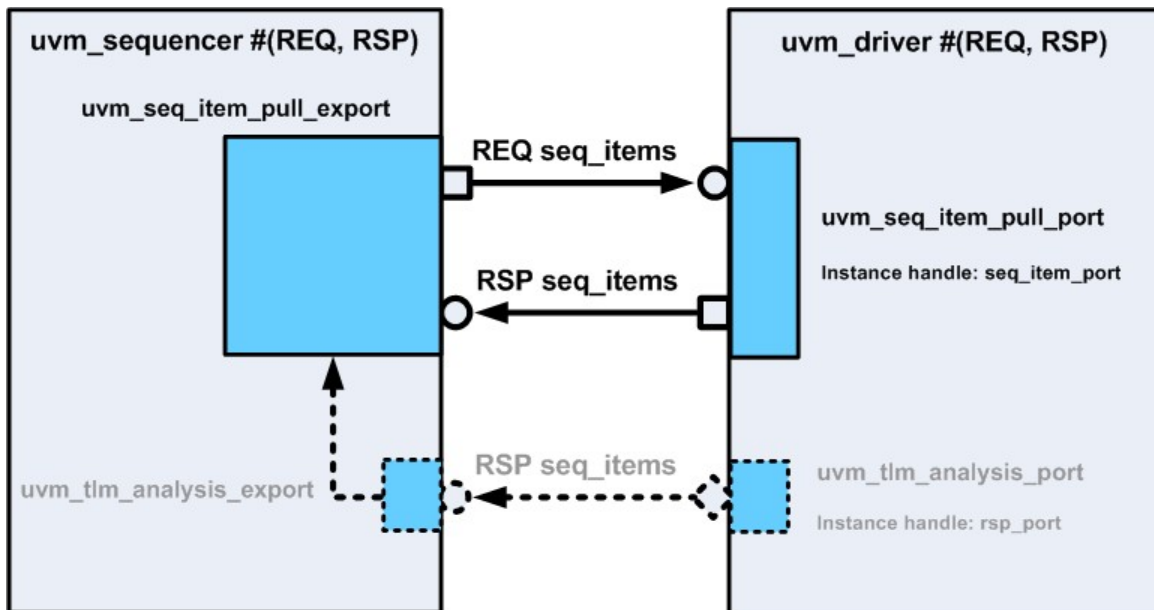 uvm_sequencer #(REQ, RSP)
uvm_driver #(REQ, RSP)
uvm_seq_item_pull_export
REQ seq_items
uvm_seq_item_pull_port
Instance handle: seq_item_port
RSP seq_items
RSP seq_items
uvm_tlm_analysis_export
uvm_tlm_analysis_port
Instance handle: rsp_port